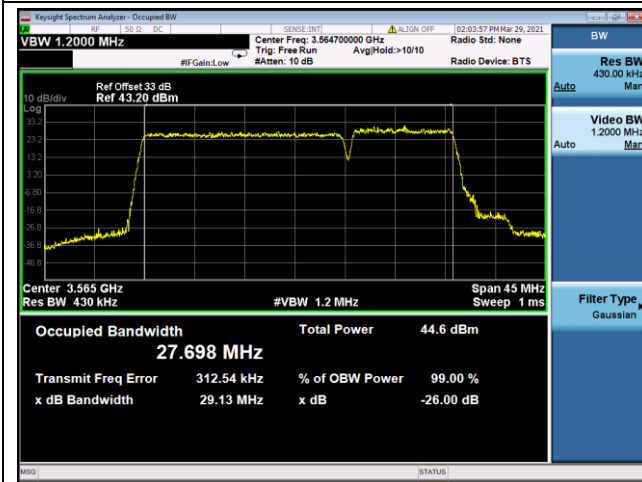 Keysight Spectrum Analyzer - Occupied BW
RF 50 Ω DC SENSE:INT ALIGN OFF 02:03:57 PM Mar 29, 2021
VBW 1.2000 MHz Center Freq: 3.564700000 GHz Radio Std: None
Trig: Free Run Avg|Hold:>10/10
#IFGain:Low #Atten: 10 dB Radio Device: BTS
Ref Offset 33 dB
10 dB/div Ref 43.20 dBm
Log
33.2
23.2
13.2
3.20
-6.80
-16.8
-26.8
-36.8
-46.8
Center 3.565 GHz Span 45 MHz
Res BW 430 kHz #VBW 1.2 MHz Sweep 1 ms
Occupied Bandwidth Total Power 44.6 dBm
27.698 MHz
Transmit Freq Error 312.54 kHz % of OBW Power 99.00 %
x dB Bandwidth 29.13 MHz x dB -26.00 dB
MSG STATUS
BW
Res BW
430.00 kHz
Auto Man
Video BW
1.2000 MHz
Auto Man
Filter Type
Gaussian